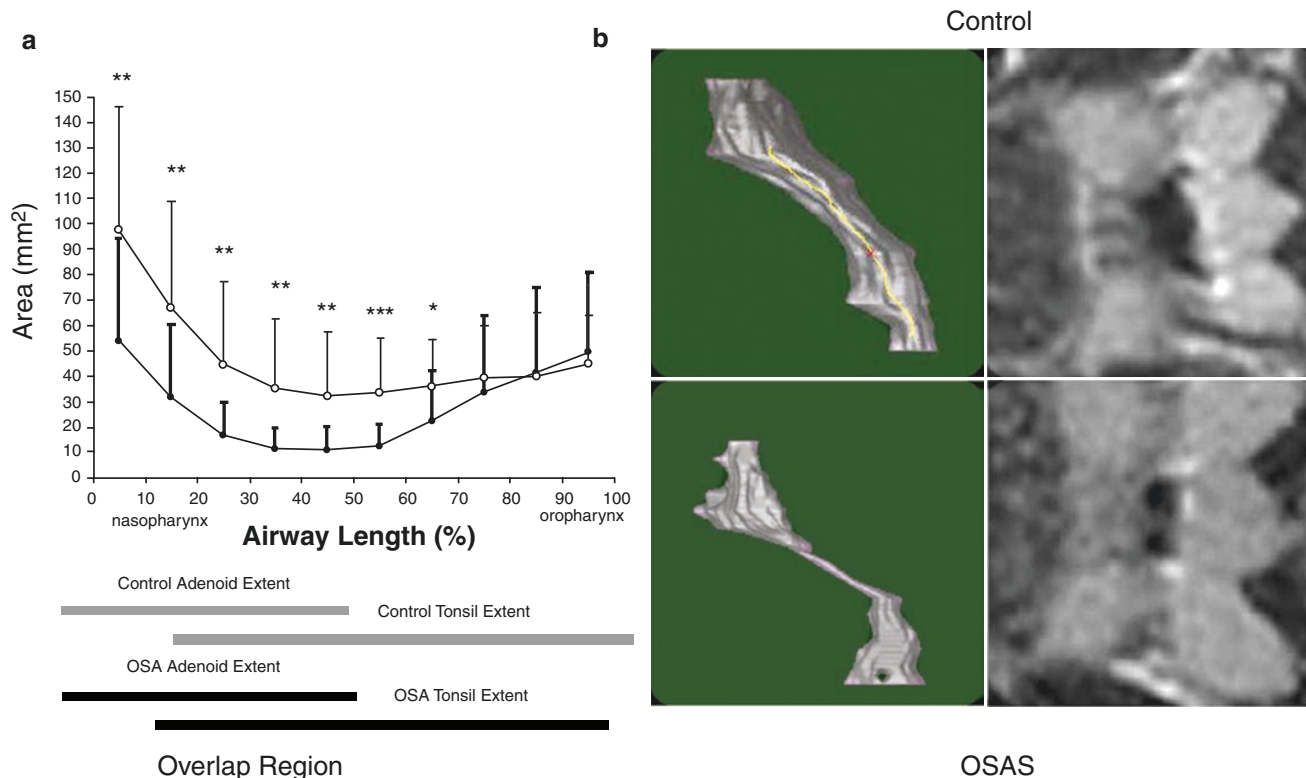 a
b
Control
**
**
**
**
**
***
*
150
140
130
120
110
100
90
80
70
60
50
40
30
20
10
0
Area (mm²)
0 10 20 30 40 50 60 70 80 90 100
nasopharynx
oropharynx
Airway Length (%)
Control Adenoid Extent
Control Tonsil Extent
OSA Adenoid Extent
OSA Tonsil Extent
Overlap Region
OSAS